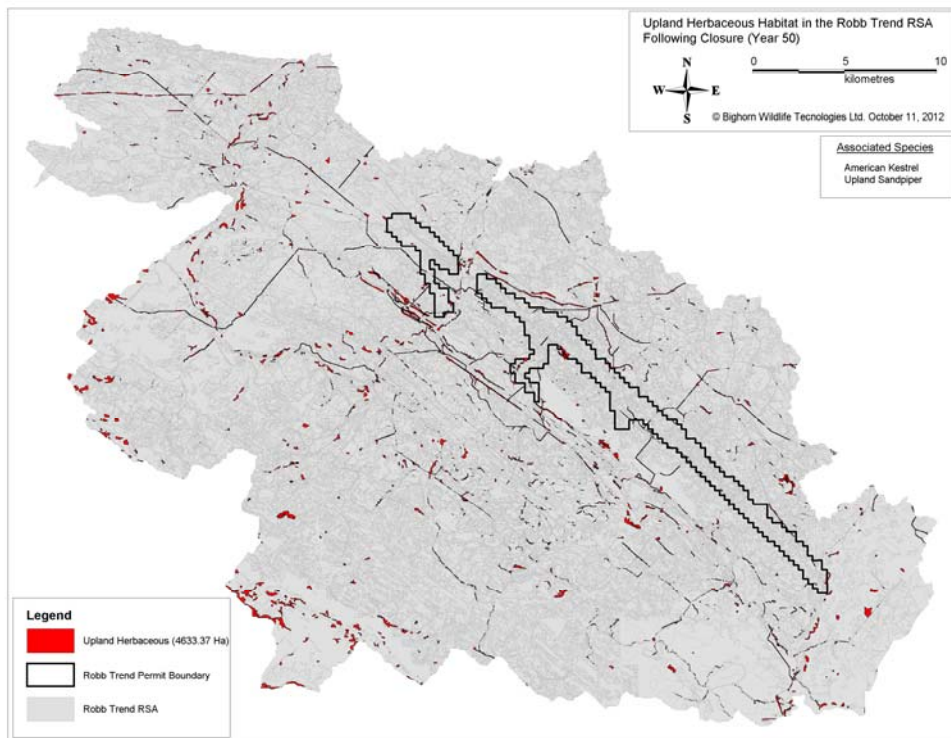 Upland Herbaceous Habitat in the Robb Trend RSA
Following Closure (Year 50)
N
W E
S
0 5 10
kilometres
© Bighorn Wildlife Tecnologies Ltd. October 11, 2012
Associated Species
American Kestrel
Upland Sandpiper
Legend
Upland Herbaceous (4633.37 Ha)
Robb Trend Permit Boundary
Robb Trend RSA